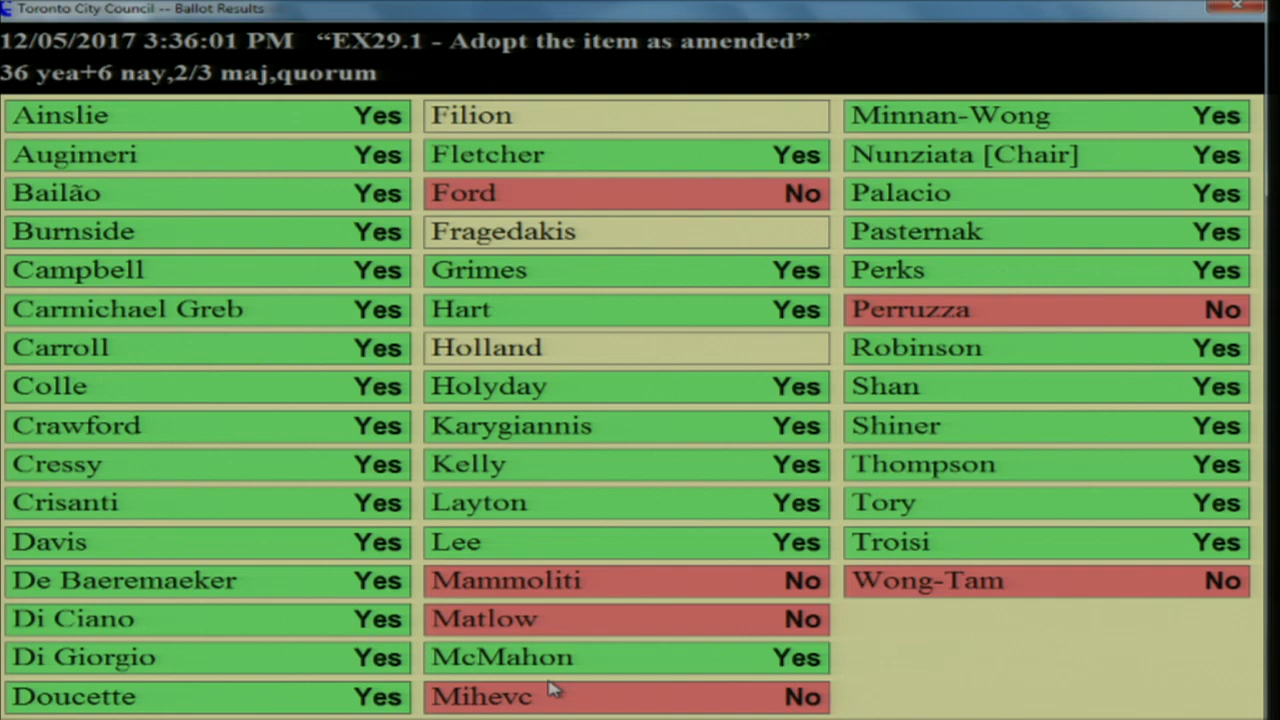 Toronto City Council -- Ballot Results
12/05/2017 3:36:01 PM "EX29.1 - Adopt the item as amended"
36 yea+6 nay,2/3 maj,quorum
Ainslie Yes
Augimeri Yes
Bailão Yes
Burnside Yes
Campbell Yes
Carmichael Greb Yes
Carroll Yes
Colle Yes
Crawford Yes
Cressy Yes
Crisanti Yes
Davis Yes
De Baeremaeker Yes
Di Ciano Yes
Di Giorgio Yes
Doucette Yes
Filion
Fletcher Yes
Ford No
Fragedakis
Grimes Yes
Hart Yes
Holland
Holyday Yes
Karygiannis Yes
Kelly Yes
Layton Yes
Lee Yes
Mammoliti No
Matlow No
McMahon Yes
Mihevc No
Minnan-Wong Yes
Nunziata [Chair] Yes
Palacio Yes
Pasternak Yes
Perks Yes
Perruzza No
Robinson Yes
Shan Yes
Shiner Yes
Thompson Yes
Tory Yes
Troisi Yes
Wong-Tam No